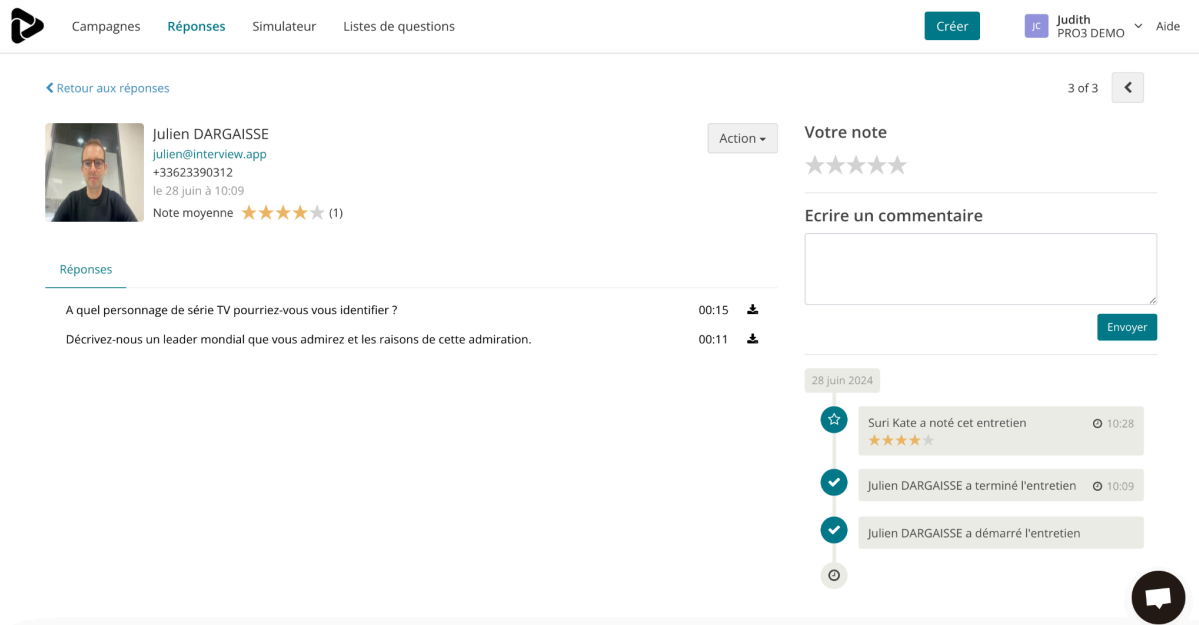 Campagnes Réponses Simulateur Listes de questions Créer JC Judith Aide
PRO3 DEMO
Retour aux réponses 3 of 3
Julien DARGAISSE
julien@interview.app
+33623390312
le 28 juin à 10:09
Note moyenne (1)
Action
Réponses
A quel personnage de série TV pourriez-vous vous identifier ? 00:15
Décrivez-nous un leader mondial que vous admirez et les raisons de cette admiration. 00:11
Votre note
Ecrire un commentaire
Envoyer
28 juin 2024
Suri Kate a noté cet entretien 10:28
Julien DARGAISSE a terminé l'entretien 10:09
Julien DARGAISSE a démarré l'entretien